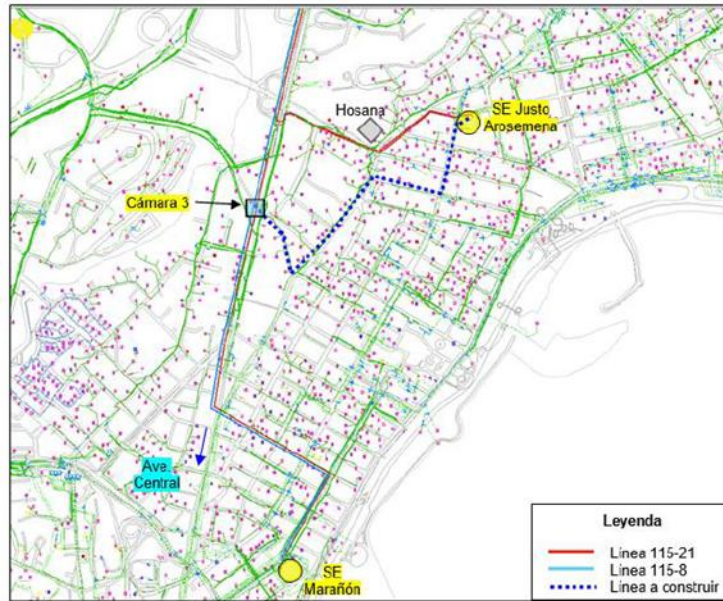 Hosana
SE Justo
Arosemena
Cámara 3
Ave.
Central
SE
Marañón
Leyenda
Línea 115-21
Línea 115-8
Línea a construir